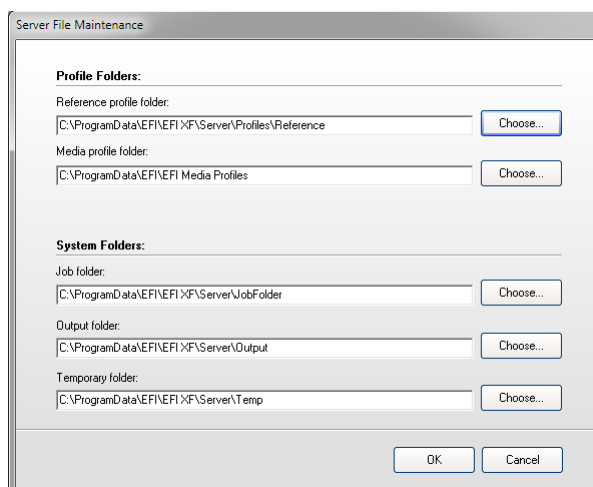 Server File Maintenance
Profile Folders:
Reference profile folder:
C:\ProgramData\EFI\EFI XF\Server\Profiles\Reference
Choose...
Media profile folder:
C:\ProgramData\EFI\EFI Media Profiles
Choose...
System Folders:
Job folder:
C:\ProgramData\EFI\EFI XF\Server\JobFolder
Choose...
Output folder:
C:\ProgramData\EFI\EFI XF\Server\Output
Choose...
Temporary folder:
C:\ProgramData\EFI\EFI XF\Server\Temp
Choose...
OK Cancel